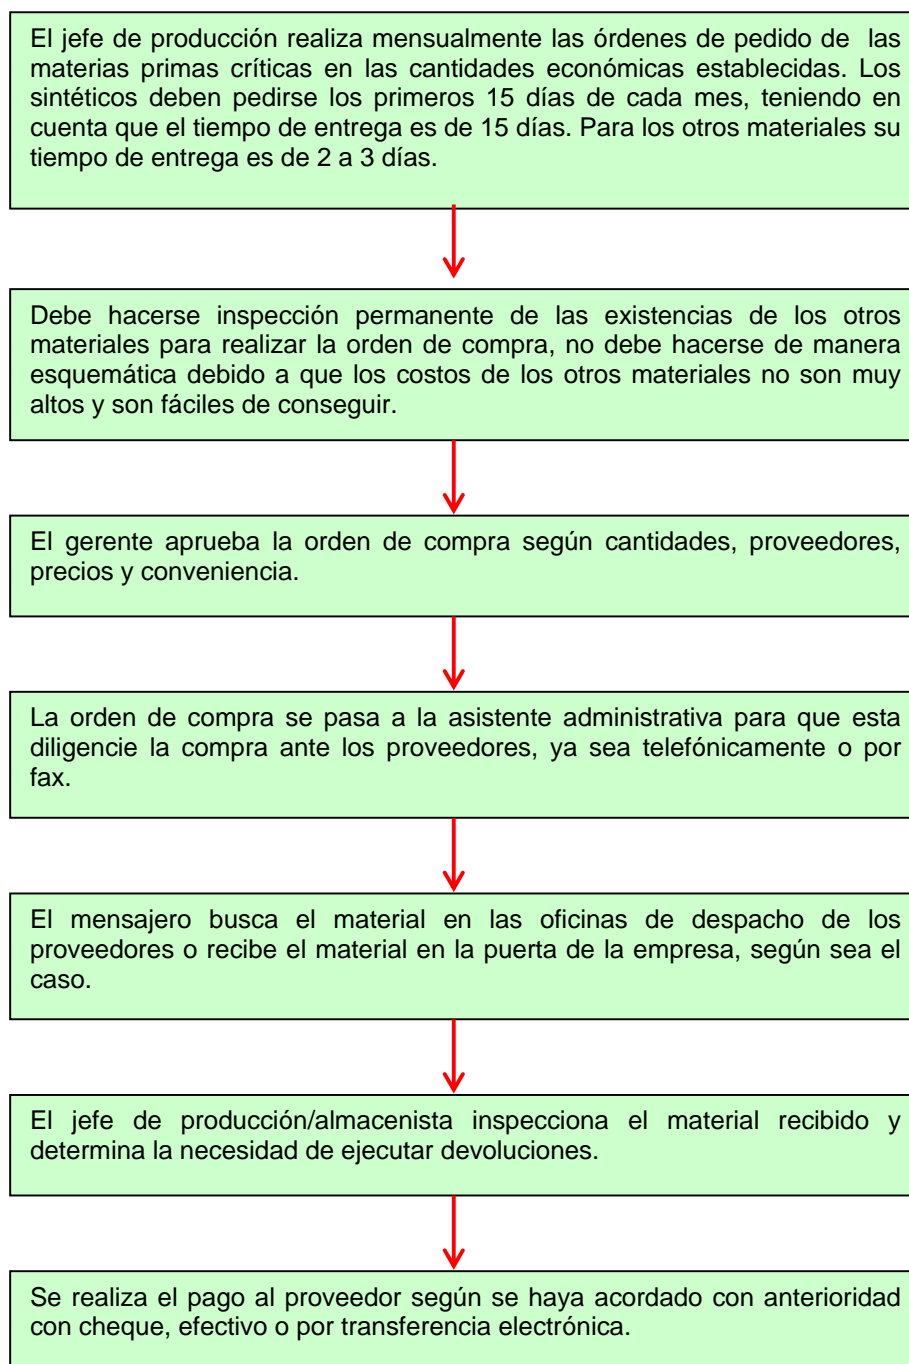 El jefe de producción realiza mensualmente las órdenes de pedido de las
materias primas críticas en las cantidades económicas establecidas. Los
sintéticos deben pedirse los primeros 15 días de cada mes, teniendo en
cuenta que el tiempo de entrega es de 15 días. Para los otros materiales su
tiempo de entrega es de 2 a 3 días.
Debe hacerse inspección permanente de las existencias de los otros
materiales para realizar la orden de compra, no debe hacerse de manera
esquemática debido a que los costos de los otros materiales no son muy
altos y son fáciles de conseguir.
El gerente aprueba la orden de compra según cantidades, proveedores,
precios y conveniencia.
La orden de compra se pasa a la asistente administrativa para que esta
diligencie la compra ante los proveedores, ya sea telefónicamente o por
fax.
El mensajero busca el material en las oficinas de despacho de los
proveedores o recibe el material en la puerta de la empresa, según sea el
caso.
El jefe de producción/almacenista inspecciona el material recibido y
determina la necesidad de ejecutar devoluciones.
Se realiza el pago al proveedor según se haya acordado con anterioridad
con cheque, efectivo o por transferencia electrónica.